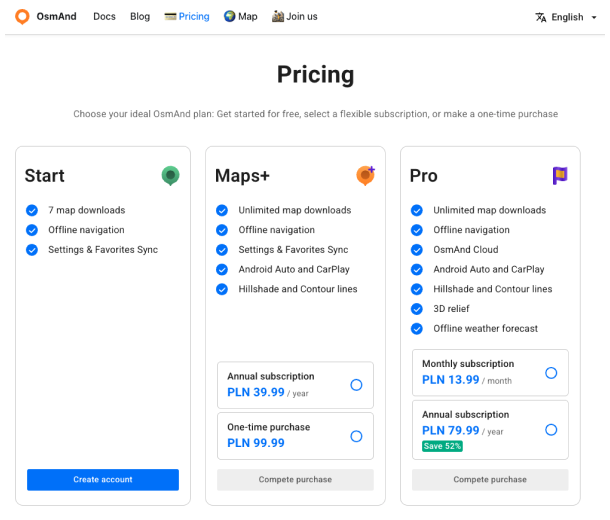 OsmAnd Docs Blog Pricing Map Join us English
Pricing
Choose your ideal OsmAnd plan: Get started for free, select a flexible subscription, or make a one-time purchase
Start
7 map downloads
Offline navigation
Settings & Favorites Sync
Create account
Maps+
Unlimited map downloads
Offline navigation
Settings & Favorites Sync
Android Auto and CarPlay
Hillshade and Contour lines
Annual subscription
PLN 39.99 / year
One-time purchase
PLN 99.99
Compete purchase
Pro
Unlimited map downloads
Offline navigation
OsmAnd Cloud
Android Auto and CarPlay
Hillshade and Contour lines
3D relief
Offline weather forecast
Monthly subscription
PLN 13.99 / month
Annual subscription
PLN 79.99 / year
Save 52%
Compete purchase